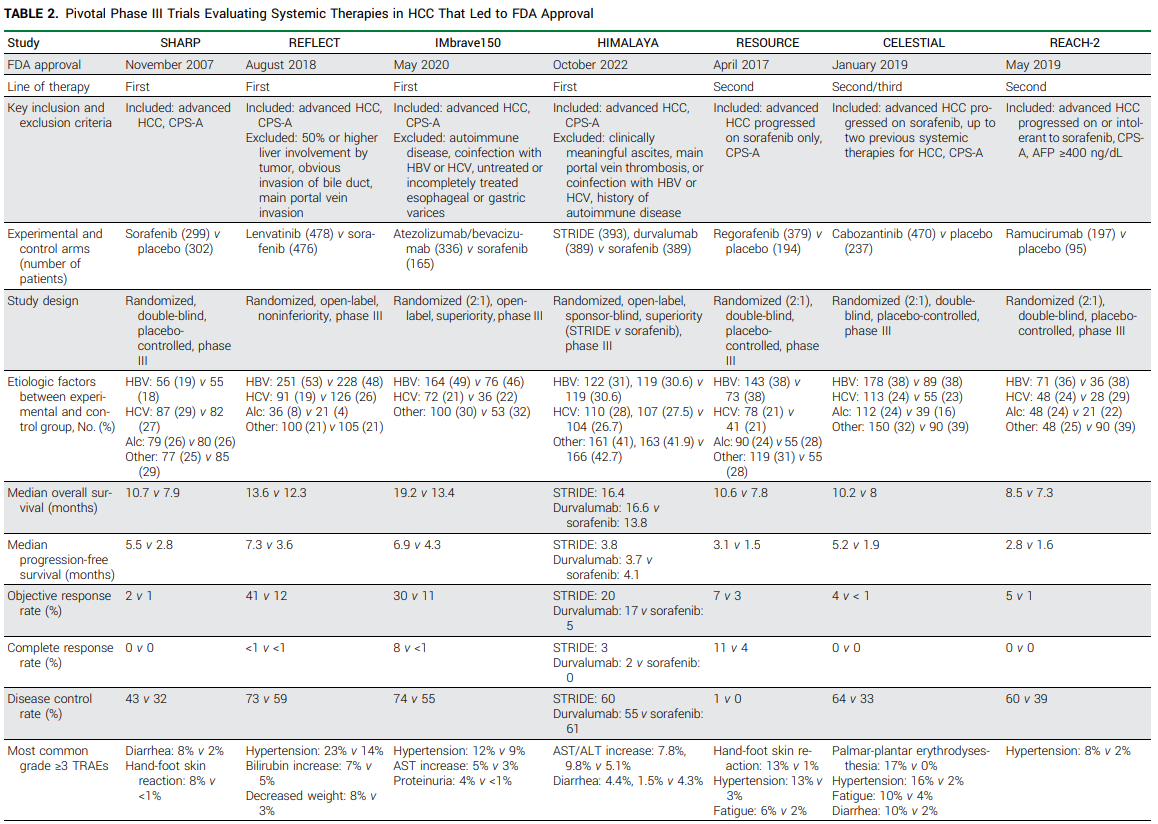 TABLE 2. Pivotal Phase III Trials Evaluating Systemic Therapies in HCC That Led to FDA Approval
Study SHARP REFLECT IMbrave150 HIMALAYA RESOURCE CELESTIAL REACH-2
FDA approval November 2007 August 2018 May 2020 October 2022 April 2017 January 2019 May 2019
Line of therapy First First First First Second Second/third Second
Key inclusion and Included: advanced Included: advanced HCC, Included: advanced HCC, Included: advanced HCC, Included: advanced Included: advanced HCC pro- Included: advanced HCC
exclusion criteria HCC, CPS-A CPS-A CPS-A CPS-A HCC progressed gressed on sorafenib, up to progressed on or intol-
Excluded: 50% or higher Excluded: autoimmune Excluded: clinically on sorafenib only, two previous systemic erant to sorafenib, CPS-
liver involvement by disease, coinfection with meaningful ascites, main CPS-A therapies for HCC, CPS-A A, AFP ≥400 ng/dL
tumor, obvious HBV or HCV, untreated or portal vein thrombosis, or
invasion of bile duct, incompletely treated coinfection with HBV or
main portal vein esophageal or gastric HCV, history of
invasion varices autoimmune disease
Experimental and Sorafenib (299) v Lenvatinib (478) v sora- Atezolizumab/bevacizu- STRIDE (393), durvalumab Regorafenib (379) v Cabozantinib (470) v placebo Ramucirumab (197) v
control arms placebo (302) fenib (476) mab (336) v sorafenib (389) v sorafenib (389) placebo (194) (237) placebo (95)
(number of (165)
patients)
Study design Randomized, Randomized, open-label, Randomized (2:1), open- Randomized, open-label, Randomized (2:1), Randomized (2:1), double- Randomized (2:1),
double-blind, noninferiority, phase III label, superiority, phase III sponsor-blind, superiority double-blind, blind, placebo-controlled, double-blind, placebo-
placebo- (STRIDE v sorafenib), placebo- phase III controlled, phase III
controlled, phase phase III controlled, phase
III III
Etiologic factors HBV: 56 (19) v 55 HBV: 251 (53) v 228 (48) HBV: 164 (49) v 76 (46) HBV: 122 (31), 119 (30.6) v HBV: 143 (38) v HBV: 178 (38) v 89 (38) HBV: 71 (36) v 36 (38)
between experi- (18) HCV: 91 (19) v 126 (26) HCV: 72 (21) v 36 (22) 119 (30.6) 73 (38) HCV: 113 (24) v 55 (23) HCV: 48 (24) v 28 (29)
mental and con- HCV: 87 (29) v 82 Alc: 36 (8) v 21 (4) Other: 100 (30) v 53 (32) HCV: 110 (28), 107 (27.5) v HCV: 78 (21) v Alc: 112 (24) v 39 (16) Alc: 48 (24) v 21 (22)
trol group, No. (%) (27) Other: 100 (21) v 105 (21) 104 (26.7) 41 (21) Other: 150 (32) v 90 (39) Other: 48 (25) v 90 (39)
Alc: 79 (26) v 80 (26) Other: 161 (41), 163 (41.9) v Alc: 90 (24) v 55 (28)
Other: 77 (25) v 85 166 (42.7) Other: 119 (31) v 55
(29) (28)
Median overall sur- 10.7 v 7.9 13.6 v 12.3 19.2 v 13.4 STRIDE: 16.4 10.6 v 7.8 10.2 v 8 8.5 v 7.3
vival (months) Durvalumab: 16.6 v
sorafenib: 13.8
Median 5.5 v 2.8 7.3 v 3.6 6.9 v 4.3 STRIDE: 3.8 3.1 v 1.5 5.2 v 1.9 2.8 v 1.6
progression-free Durvalumab: 3.7 v
survival (months) sorafenib: 4.1
Objective response 2 v 1 41 v 12 30 v 11 STRIDE: 20 7 v 3 4 v < 1 5 v 1
rate (%) Durvalumab: 17 v sorafenib:
5
Complete response 0 v 0 <1 v <1 8 v <1 STRIDE: 3 11 v 4 0 v 0 0 v 0
rate (%) Durvalumab: 2 v sorafenib:
0
Disease control 43 v 32 73 v 59 74 v 55 STRIDE: 60 1 v 0 64 v 33 60 v 39
rate (%) Durvalumab: 55 v sorafenib:
61
Most common Diarrhea: 8% v 2% Hypertension: 23% v 14% Hypertension: 12% v 9% AST/ALT increase: 7.8%, Hand-foot skin re- Palmar-plantar erythrodyses- Hypertension: 8% v 2%
grade ≥3 TRAEs Hand-foot skin Bilirubin increase: 7% v AST increase: 5% v 3% 9.8% v 5.1% action: 13% v 1% thesia: 17% v 0%
reaction: 8% v 5% Proteinuria: 4% v <1% Diarrhea: 4.4%, 1.5% v 4.3% Hypertension: 13% v Hypertension: 16% v 2%
<1% Decreased weight: 8% v 3% Fatigue: 10% v 4%
3% Fatigue: 6% v 2% Diarrhea: 10% v 2%